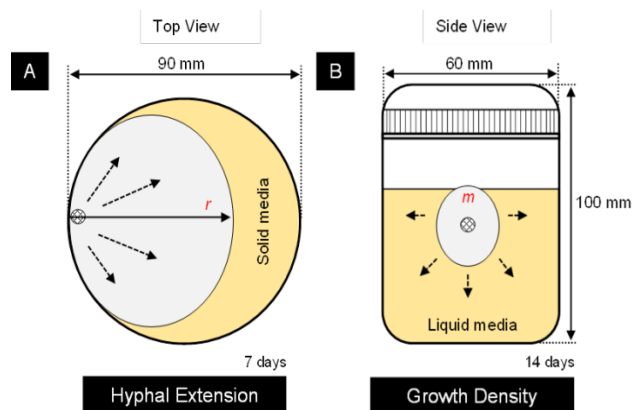 Top View
Side View
A
90 mm
B
60 mm
r
Solid media
m
100 mm
Liquid media
7 days
14 days
Hyphal Extension
Growth Density